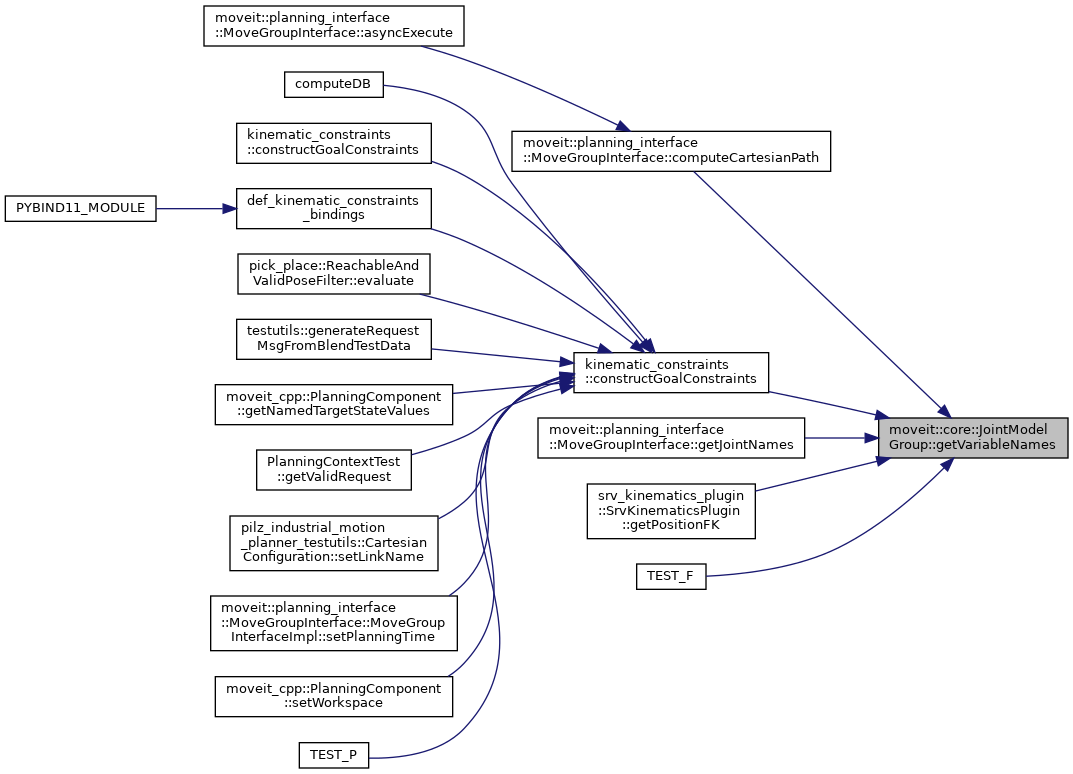 moveit::planning_interface
::MoveGroupInterface::asyncExecute
computeDB
kinematic_constraints
::constructGoalConstraints
def_kinematic_constraints
_bindings
PYBIND11_MODULE
pick_place::ReachableAnd
ValidPoseFilter::evaluate
testutils::generateRequest
MsgFromBlendTestData
moveit_cpp::PlanningComponent
::getNamedTargetStateValues
PlanningContextTest
::getValidRequest
pilz_industrial_motion
_planner_testutils::Cartesian
Configuration::setLinkName
moveit::planning_interface
::MoveGroupInterface::MoveGroup
InterfaceImpl::setPlanningTime
moveit_cpp::PlanningComponent
::setWorkspace
TEST_P
moveit::planning_interface
::MoveGroupInterface::computeCartesianPath
kinematic_constraints
::constructGoalConstraints
moveit::planning_interface
::MoveGroupInterface::getJointNames
srv_kinematics_plugin
::SrvKinematicsPlugin
::getPositionFK
TEST_F
moveit::core::JointModel
Group::getVariableNames